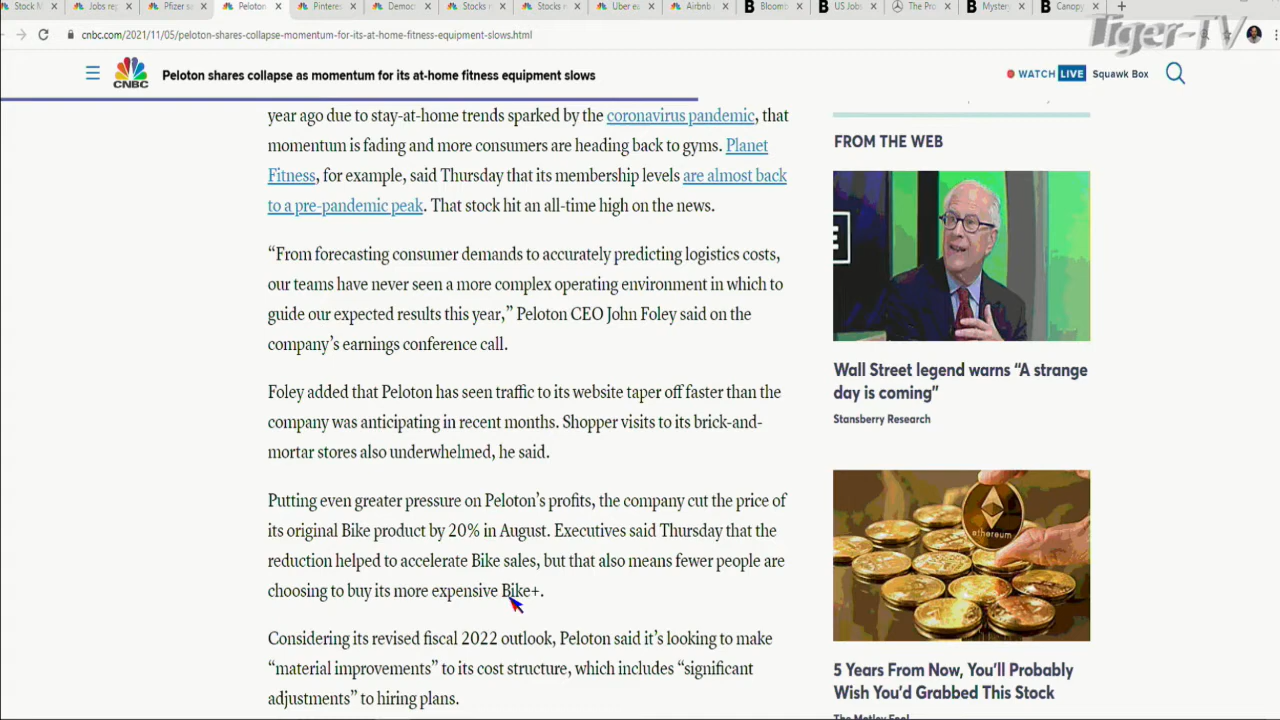 Stock M
Jobs rep
Pfizer sa
Peloton
Pinteres
Democ
Stocks r
Stocks r
Uber ea
Airbnb
Bloomb
US Jobs
The Pro
Mystery
Canopy
cnbc.com/2021/11/05/peloton-shares-collapse-momentum-for-its-at-home-fitness-equipment-slows.html
Tiger-TV
CNBC
Peloton shares collapse as momentum for its at-home fitness equipment slows
WATCH LIVE Squawk Box
year ago due to stay-at-home trends sparked by the coronavirus pandemic, that
momentum is fading and more consumers are heading back to gyms. Planet
Fitness, for example, said Thursday that its membership levels are almost back
to a pre-pandemic peak. That stock hit an all-time high on the news.
“From forecasting consumer demands to accurately predicting logistics costs,
our teams have never seen a more complex operating environment in which to
guide our expected results this year,” Peloton CEO John Foley said on the
company’s earnings conference call.
Foley added that Peloton has seen traffic to its website taper off faster than the
company was anticipating in recent months. Shopper visits to its brick-and-
mortar stores also underwhelmed, he said.
Putting even greater pressure on Peloton’s profits, the company cut the price of
its original Bike product by 20% in August. Executives said Thursday that the
reduction helped to accelerate Bike sales, but that also means fewer people are
choosing to buy its more expensive Bike+.
Considering its revised fiscal 2022 outlook, Peloton said it’s looking to make
“material improvements” to its cost structure, which includes “significant
adjustments” to hiring plans.
FROM THE WEB
Wall Street legend warns “A strange
day is coming”
Stansberry Research
ethereum
5 Years From Now, You’ll Probably
Wish You’d Grabbed This Stock
The Motley Fool